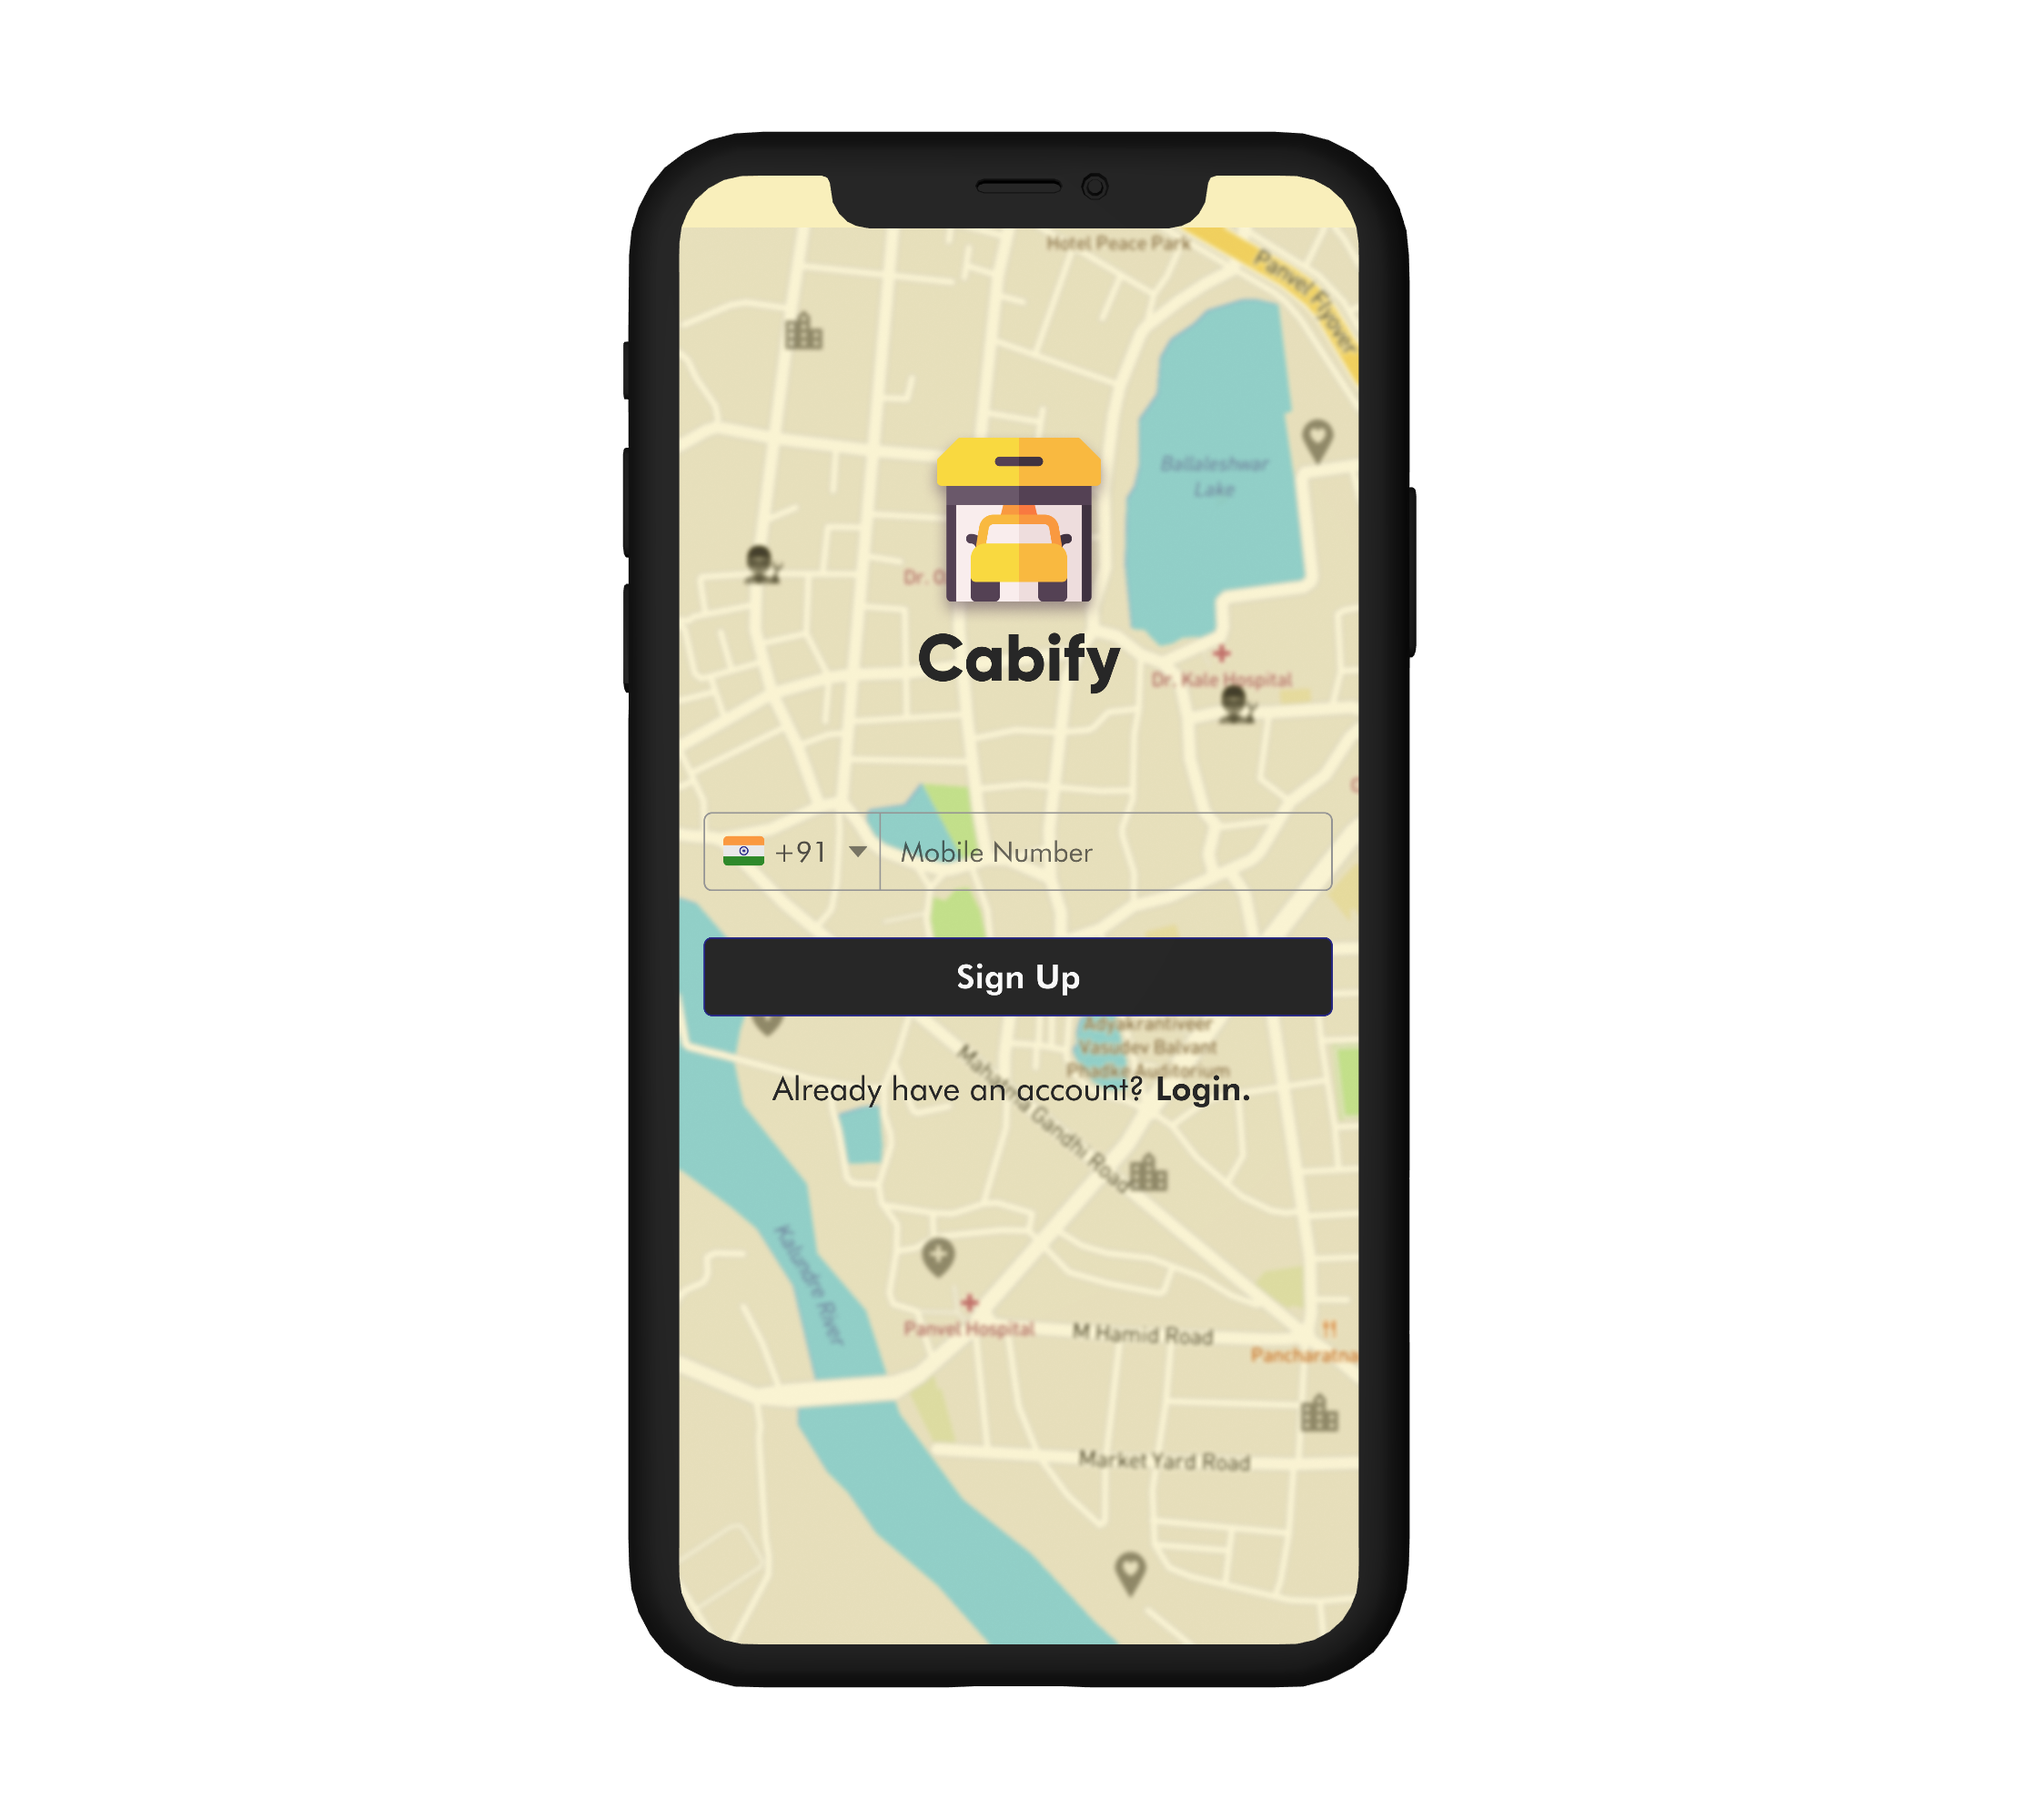 Hotel Peace Park
Panvel Flyover
Ballaleshwar
Lake
Dr.
Cabify
Dr. Kale Hospital
+91
Mobile Number
Sign Up
Adyakrantiveer
Vasudev Balvant
Phadke Auditorium
Already have an account? Login.
Mahatma Gandhi Road
Kalundre River
Panvel Hospital
M Hamid Road
Pancharatna
Market Yard Road